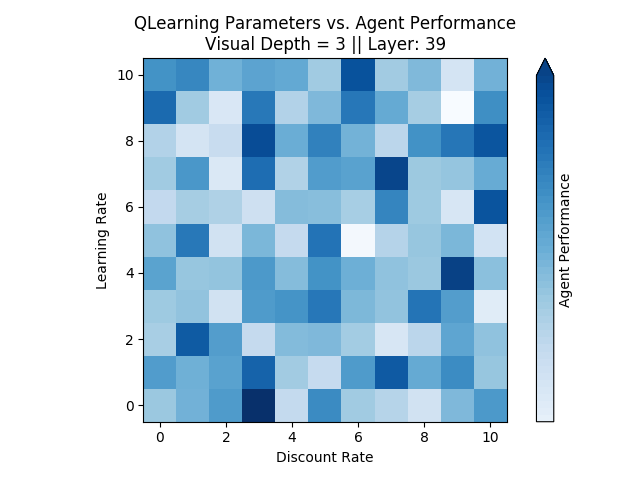 QLearning Parameters vs. Agent Performance
Visual Depth = 3 || Layer: 39
10
8
6
4
2
0
Learning Rate
0 2 4 6 8 10
Discount Rate
Agent Performance